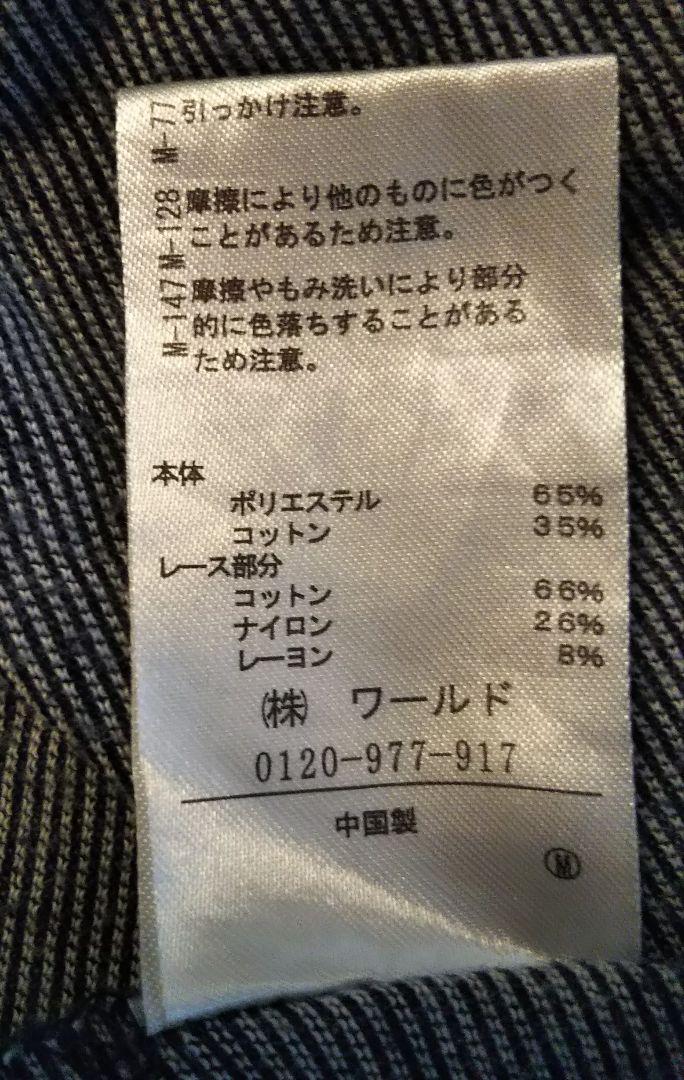 M-77 引っかけ注意。
M-128 摩擦により他のものに色がつく
ことがあるため注意。
M-147 摩擦やもみ洗いにより部分
的に色落ちすることがある
ため注意。
本体
ポリエステル 65%
コットン 35%
レース部分
コットン 66%
ナイロン 26%
レーヨン 8%
㈱ ワールド
0120-977-917
中国製
Ⓜ